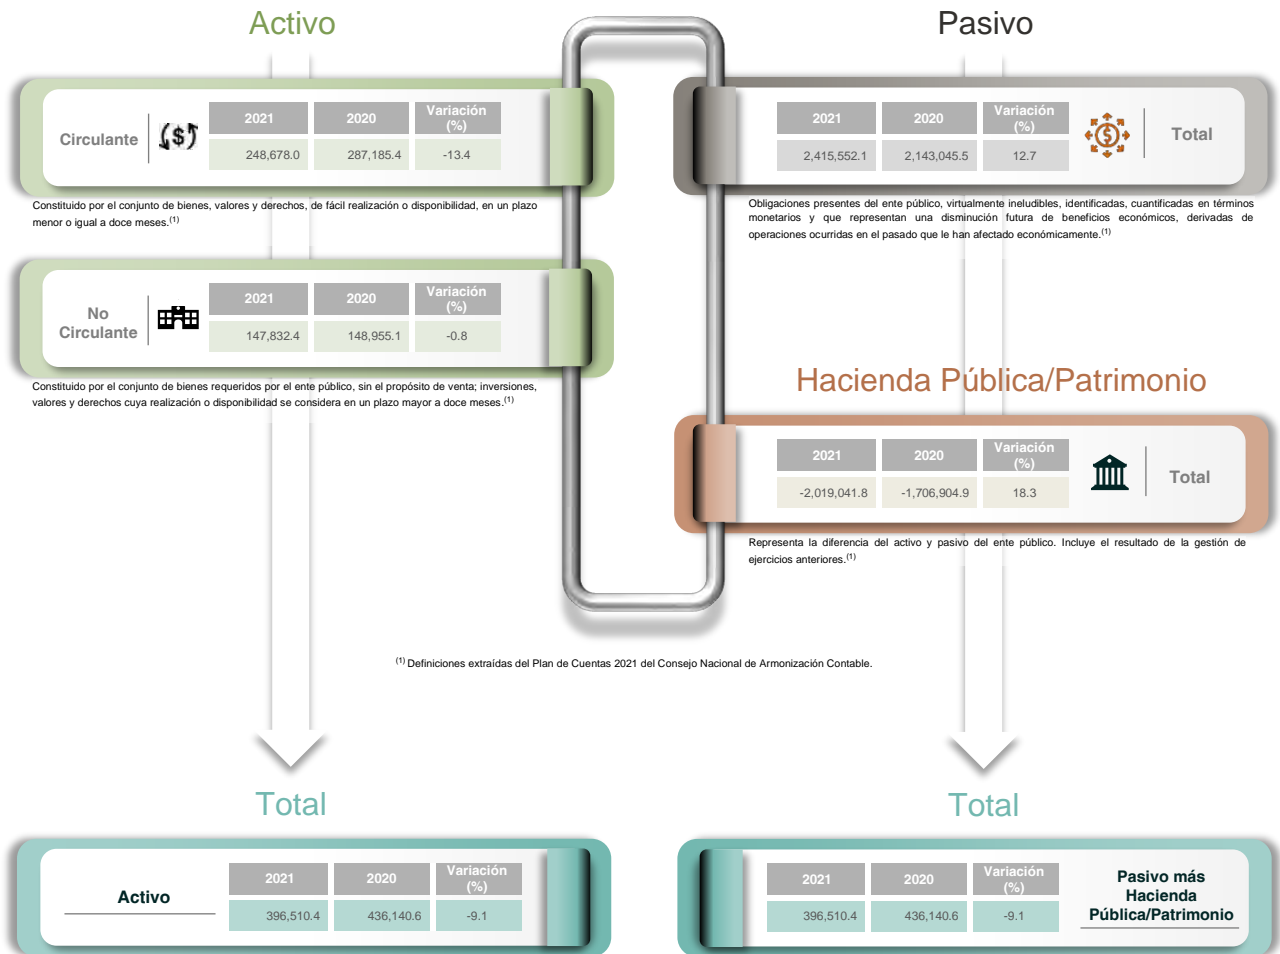 Activo
Circulante
2021 2020 Variación (%)
248,678.0 287,185.4 -13.4
Constituido por el conjunto de bienes, valores y derechos, de fácil realización o disponibilidad, en un plazo
menor o igual a doce meses.(1)
No
Circulante
2021 2020 Variación (%)
147,832.4 148,955.1 -0.8
Constituido por el conjunto de bienes requeridos por el ente público, sin el propósito de venta; inversiones,
valores y derechos cuya realización o disponibilidad se considera en un plazo mayor a doce meses.(1)
Pasivo
2021 2020 Variación (%)
2,415,552.1 2,143,045.5 12.7
Total
Obligaciones presentes del ente público, virtualmente ineludibles, identificadas, cuantificadas en términos
monetarios y que representan una disminución futura de beneficios económicos, derivadas de
operaciones ocurridas en el pasado que le han afectado económicamente.(1)
Hacienda Pública/Patrimonio
2021 2020 Variación (%)
-2,019,041.8 -1,706,904.9 18.3
Total
Representa la diferencia del activo y pasivo del ente público. Incluye el resultado de la gestión de
ejercicios anteriores.(1)
(1) Definiciones extraídas del Plan de Cuentas 2021 del Consejo Nacional de Armonización Contable.
Total
Activo
2021 2020 Variación (%)
396,510.4 436,140.6 -9.1
Total
2021 2020 Variación (%)
396,510.4 436,140.6 -9.1
Pasivo más
Hacienda
Pública/Patrimonio